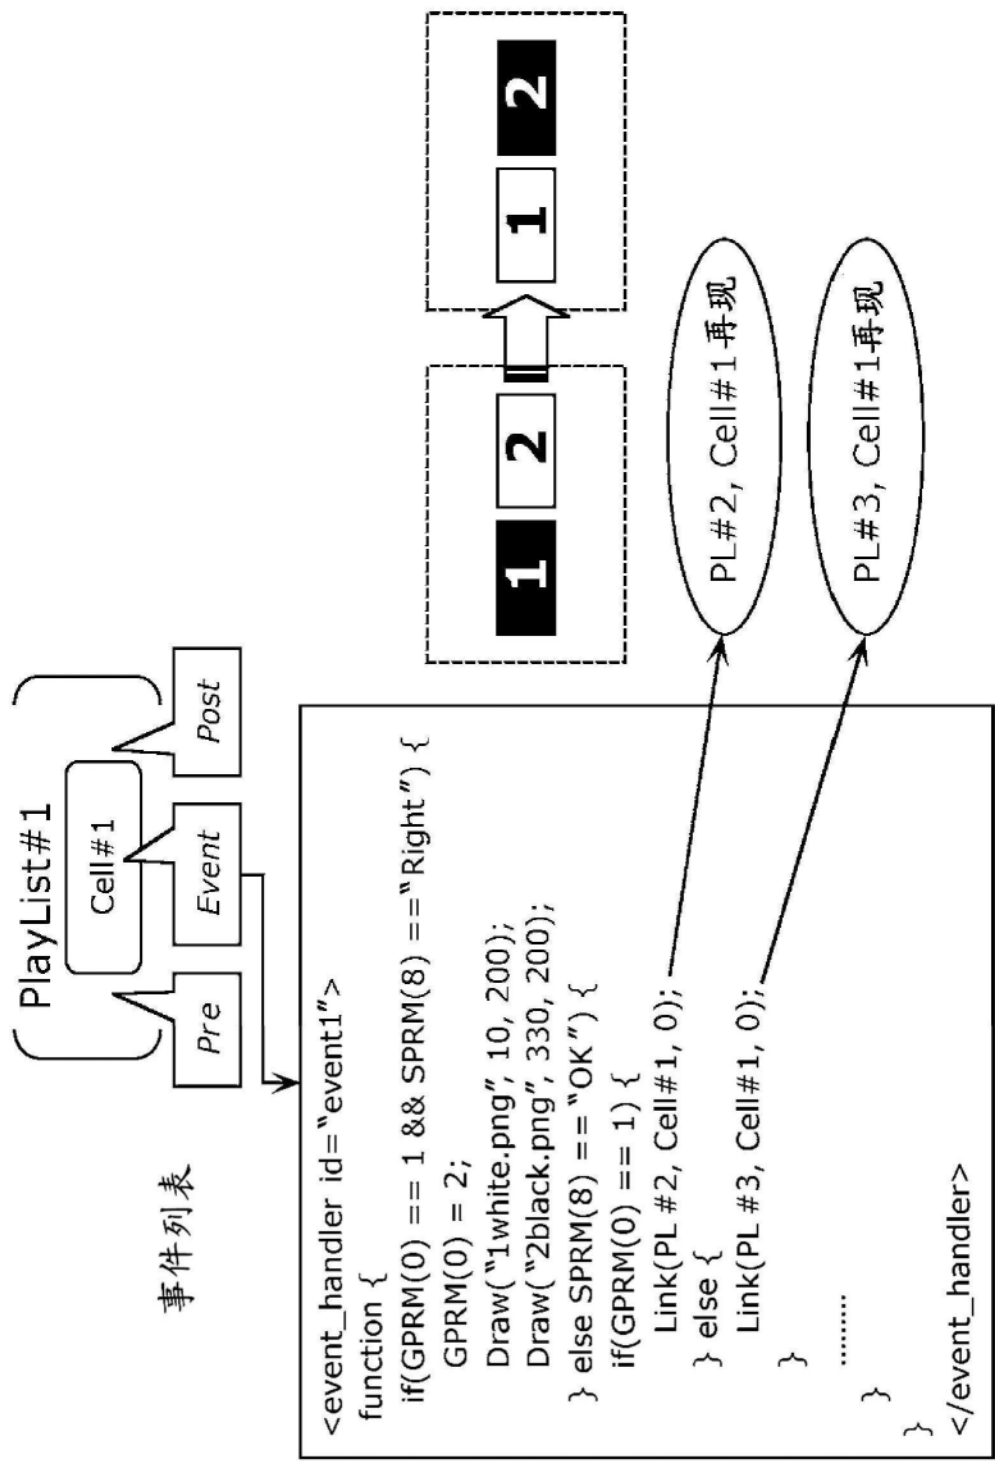 事件列表
PlayList#1
Cell#1
Pre
Event
Post
<event_handler id=“event1”>
function {
if(GPRM(0) == 1 && SPRM(8) ==“Right”) {
GPRM(0) = 2;
Draw(“1white.png”, 10, 200);
Draw(“2black.png”, 330, 200);
} else SPRM(8) == “OK”) {
if(GPRM(0) == 1) {
Link(PL #2, Cell#1, 0);
} else {
Link(PL #3, Cell#1, 0);
}
.........
}
}
</event_handler>
1 2
1 2
PL#2, Cell#1再现
PL#3, Cell#1再现